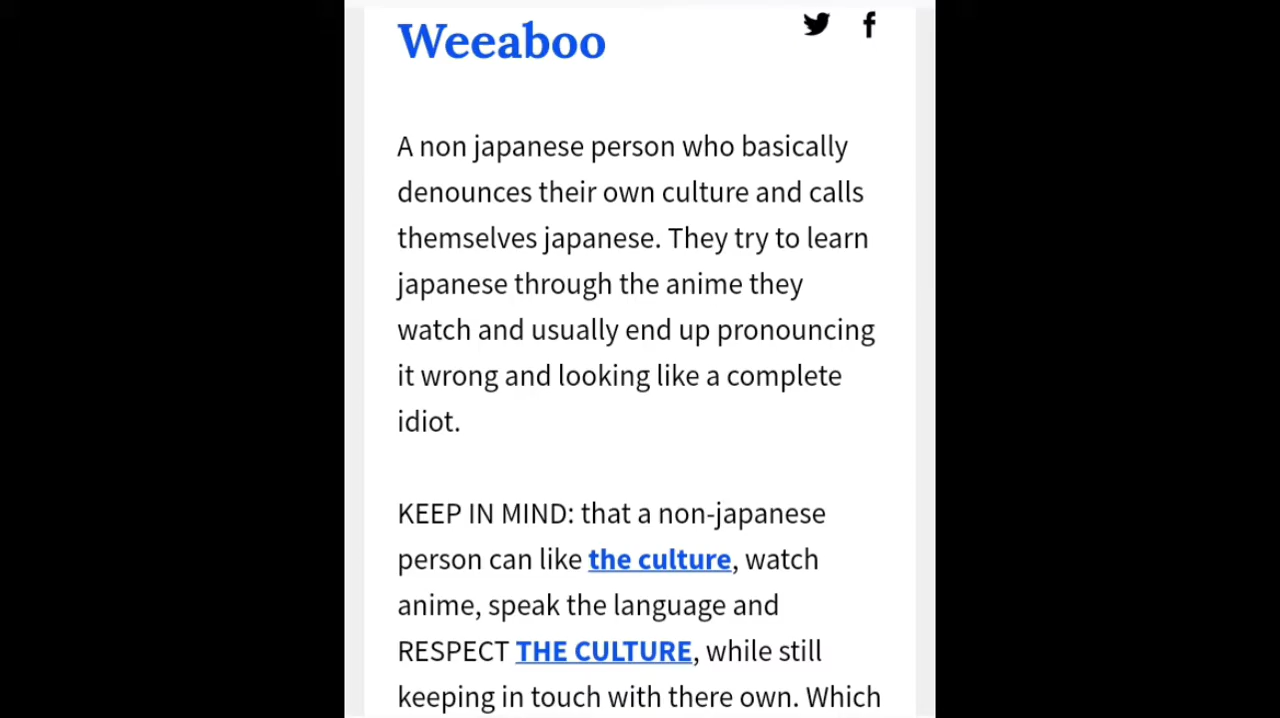 Weeaboo
A non japanese person who basically
denounces their own culture and calls
themselves japanese. They try to learn
japanese through the anime they
watch and usually end up pronouncing
it wrong and looking like a complete
idiot.
KEEP IN MIND: that a non-japanese
person can like the culture, watch
anime, speak the language and
RESPECT THE CULTURE, while still
keeping in touch with there own. Which